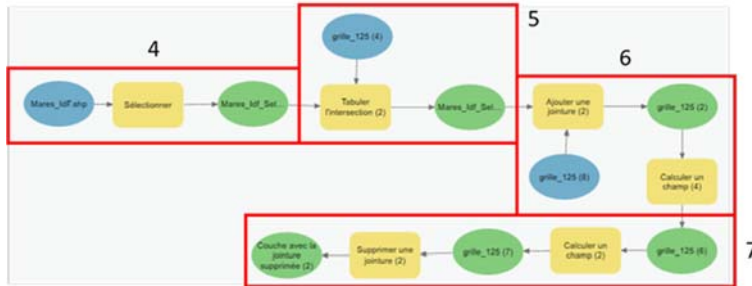 4
5
6
grille_125 (4)
Mares_IdF.shp
Sélectionner
Mares_Idf_Sel...
Tabuler
l'intersection (2)
Mares_Idf_Sel...
Ajouter une
jointure (2)
grille_125 (2)
grille_125 (8)
Calculer un
champ (4)
Couche avec la
jointure
supprimée (2)
Supprimer une
jointure (2)
grille_125 (7)
Calculer un
champ (2)
grille_125 (6)
7